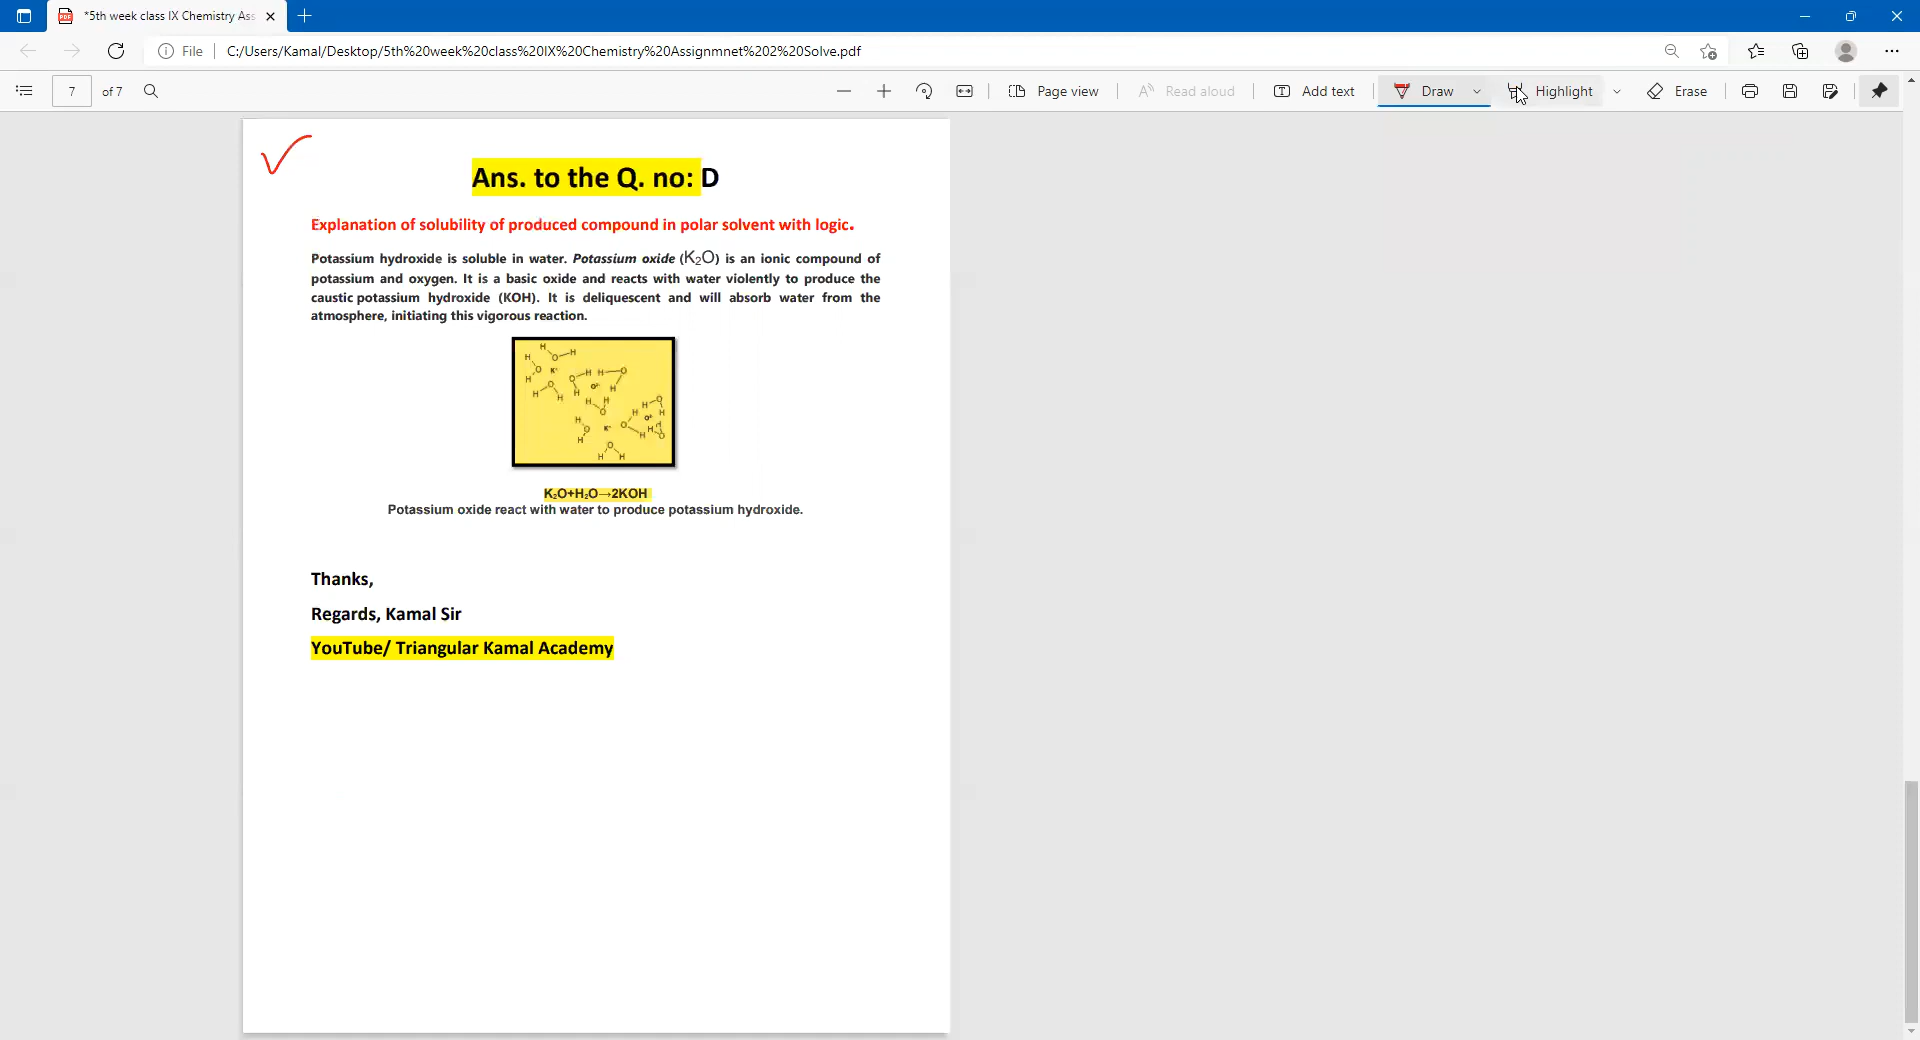 *5th week class IX Chemistry Ass
File
C:/Users/Kamal/Desktop/5th%20week%20class%20IX%20Chemistry%20Assignmnet%202%20Solve.pdf
7 of 7
Page view
Read aloud
Add text
Draw
Highlight
Erase
Ans. to the Q. no: D
Explanation of solubility of produced compound in polar solvent with logic.
Potassium hydroxide is soluble in water. Potassium oxide (K₂O) is an ionic compound of
potassium and oxygen. It is a basic oxide and reacts with water violently to produce the
caustic potassium hydroxide (KOH). It is deliquescent and will absorb water from the
atmosphere, initiating this vigorous reaction.
K₂O+H₂O→2KOH
Potassium oxide react with water to produce potassium hydroxide.
Thanks,
Regards, Kamal Sir
YouTube/ Triangular Kamal Academy